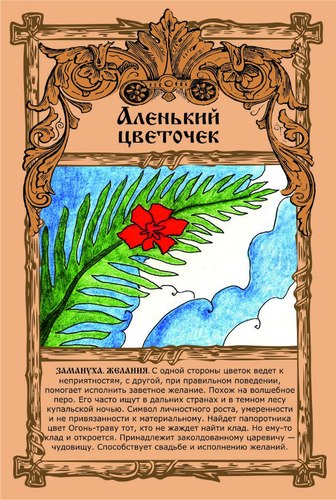 Аленький
цветочек
Замануха. Желания. С одной стороны цветок ведет к
неприятностям, с другой, при правильном поведении,
помогает исполнить заветное желание. Похож на волшебное
перо. Его часто ищут в дальних странах и в темном лесу
купальской ночью. Символ личностного роста, умеренности
и не привязанности к материальному. Найдет папоротника
цвет Огонь-траву тот, кто не жаждет найти клад. Но ему-то
клад и откроется. Принадлежит заколдованному царевичу —
чудовищу. Способствует свадьбе и исполнению желаний.